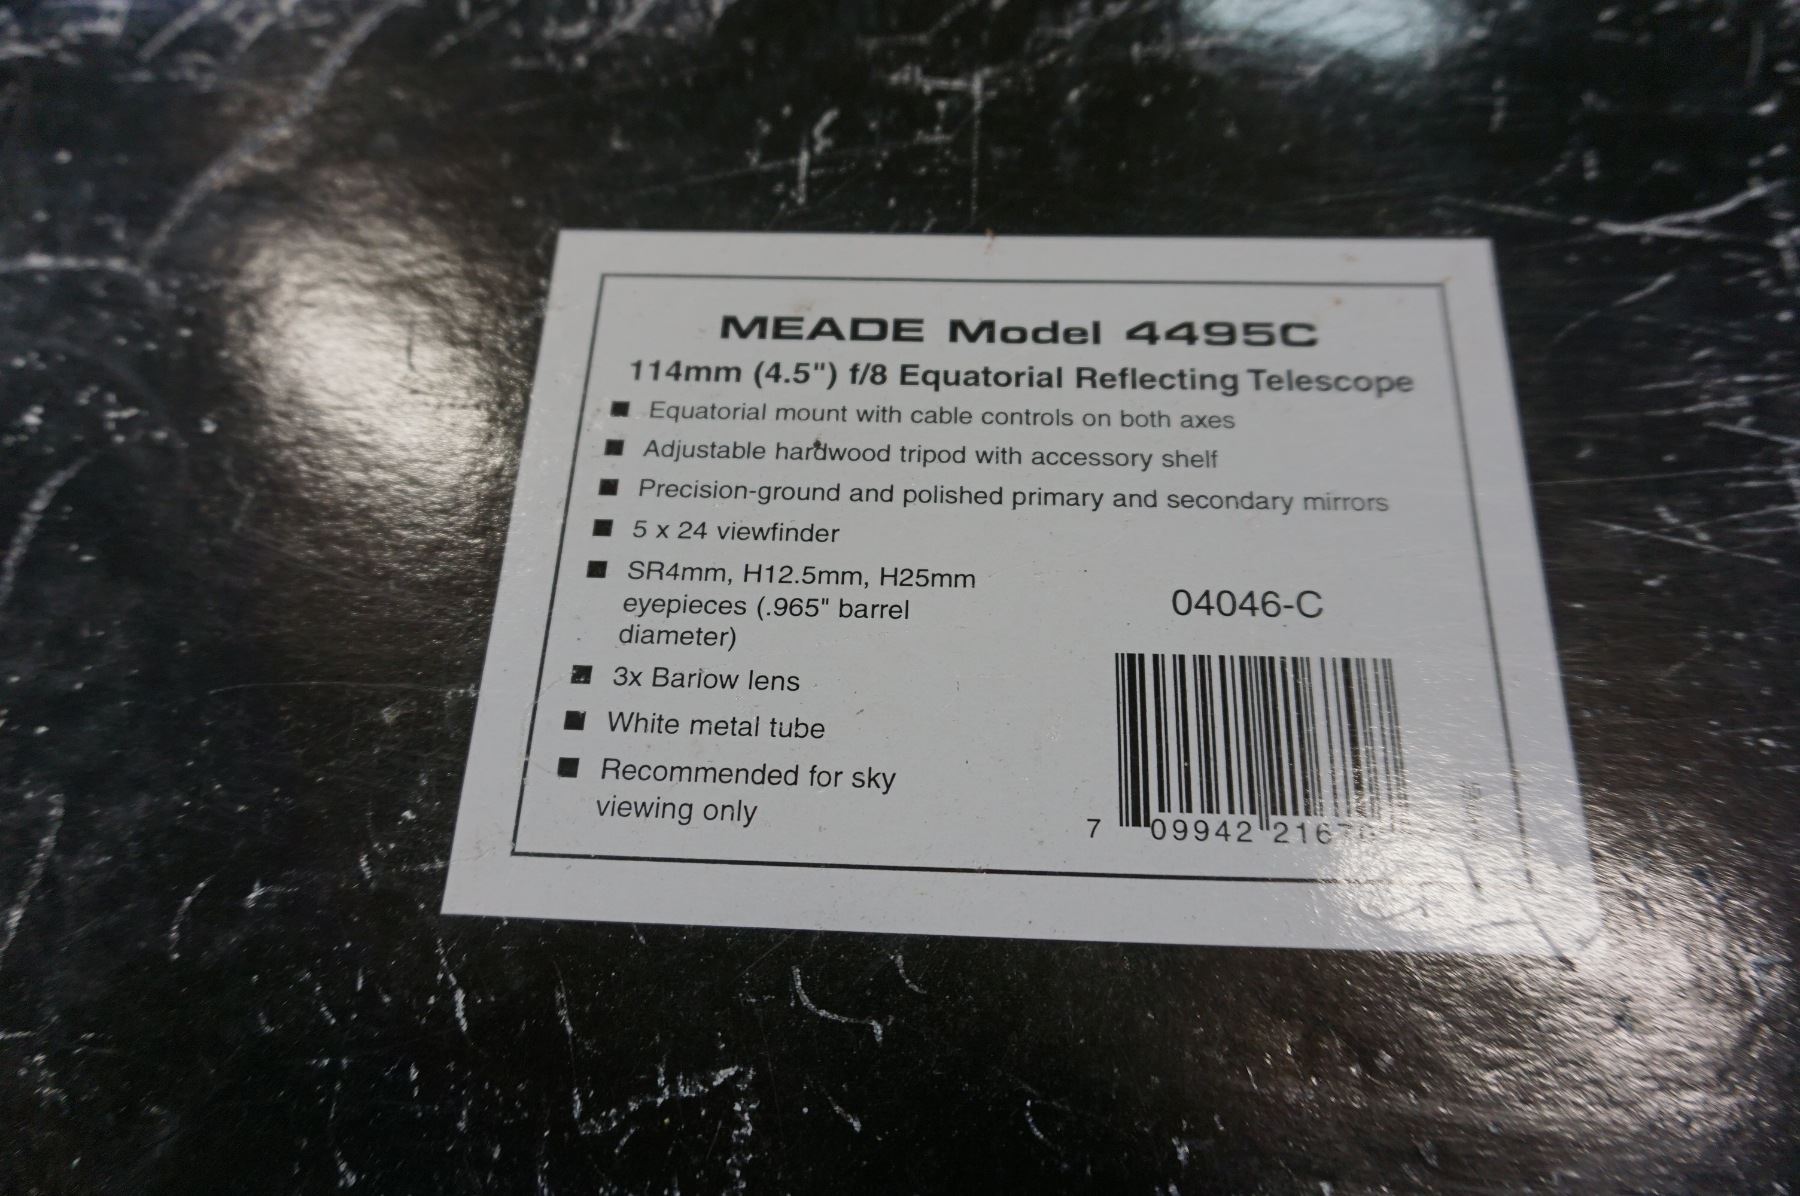 MEADE Model 4495C
114mm (4.5") f/8 Equatorial Reflecting Telescope
■ Equatorial mount with cable controls on both axes
■ Adjustable hardwood tripod with accessory shelf
■ Precision-ground and polished primary and secondary mirrors
■ 5 x 24 viewfinder
■ SR4mm, H12.5mm, H25mm
eyepieces (.965" barrel
diameter)
■ 3x Barlow lens
■ White metal tube
■ Recommended for sky
viewing only
04046-C
7 09942